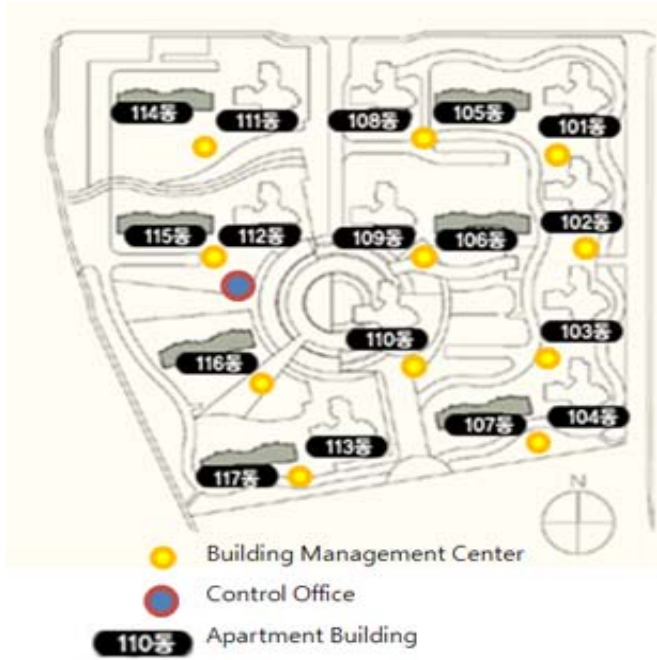 114동
111동
108동
105동
101동
115동
112동
109동
106동
102동
116동
110동
103동
117동
113동
107동
104동
N
Building Management Center
Control Office
110동
Apartment Building